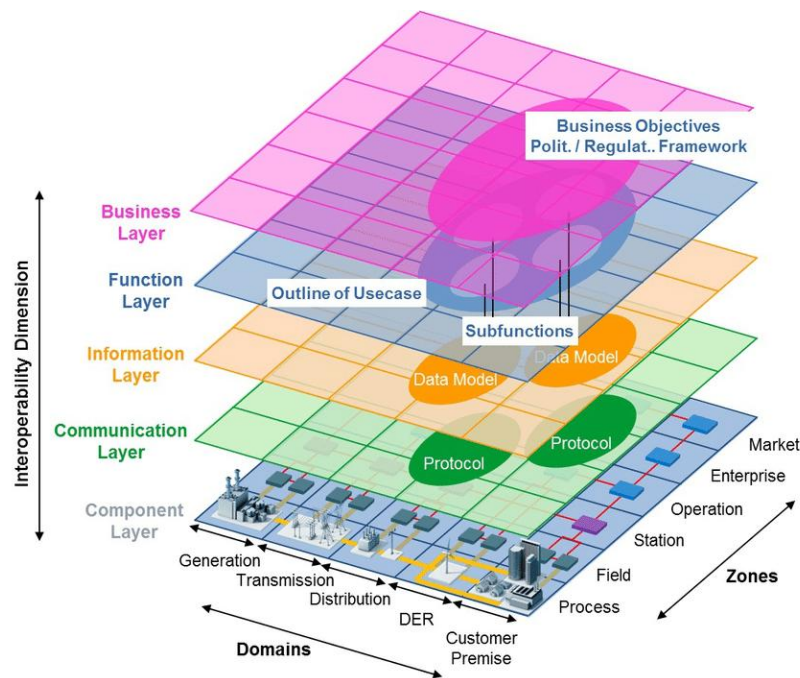 Business Objectives
Polit. / Regulat.. Framework
Business
Layer
Function
Layer
Outline of Usecase
Subfunctions
Information
Layer
Data Model
Data Model
Communication
Layer
Protocol
Protocol
Component
Layer
Interoperability Dimension
Generation
Transmission
Distribution
DER
Customer
Premise
Domains
Market
Enterprise
Operation
Station
Field
Process
Zones